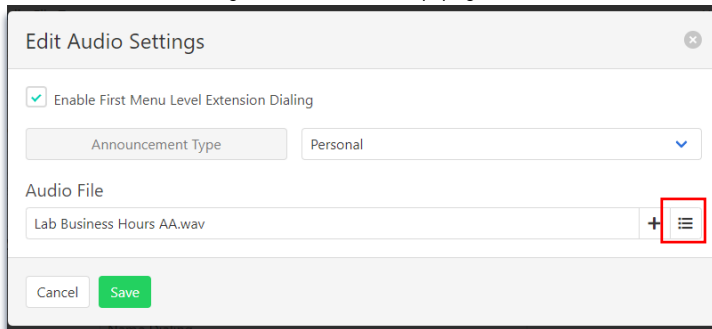 Edit Audio Settings
Enable First Menu Level Extension Dialing
Announcement Type
Personal
Audio File
Lab Business Hours AA.wav
Cancel
Save